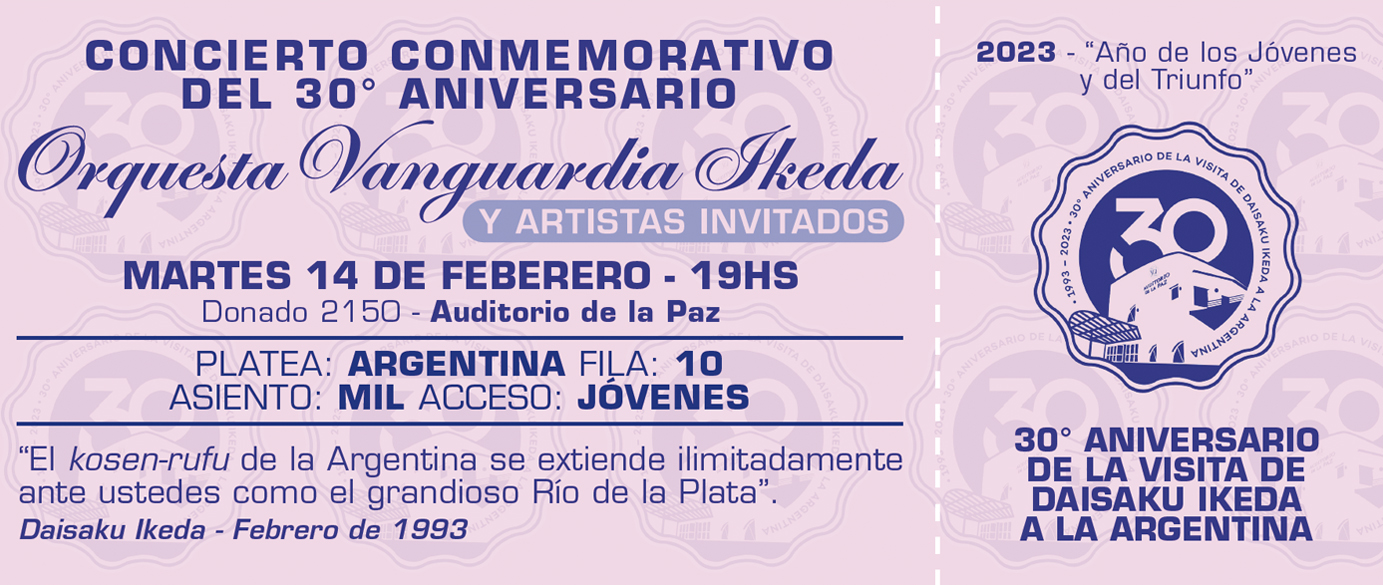 CONCIERTO CONMEMORATIVO
DEL 30° ANIVERSARIO
Orquesta Vanguardia Ikeda
Y ARTISTAS INVITADOS
MARTES 14 DE FEBERERO - 19HS
Donado 2150 - Auditorio de la Paz
PLATEA: ARGENTINA FILA: 10
ASIENTO: MIL ACCESO: JÓVENES
“El kosen-rufu de la Argentina se extiende ilimitadamente
ante ustedes como el grandioso Río de la Plata”.
Daisaku Ikeda - Febrero de 1993
2023 - “Año de los Jóvenes
y del Triunfo”
• 1993 – 2023 • 30° ANIVERSARIO DE LA VISITA DE DAISAKU IKEDA A LA ARGENTINA
30
AUDITORIO
DE LA PAZ
30° ANIVERSARIO
DE LA VISITA DE
DAISAKU IKEDA
A LA ARGENTINA